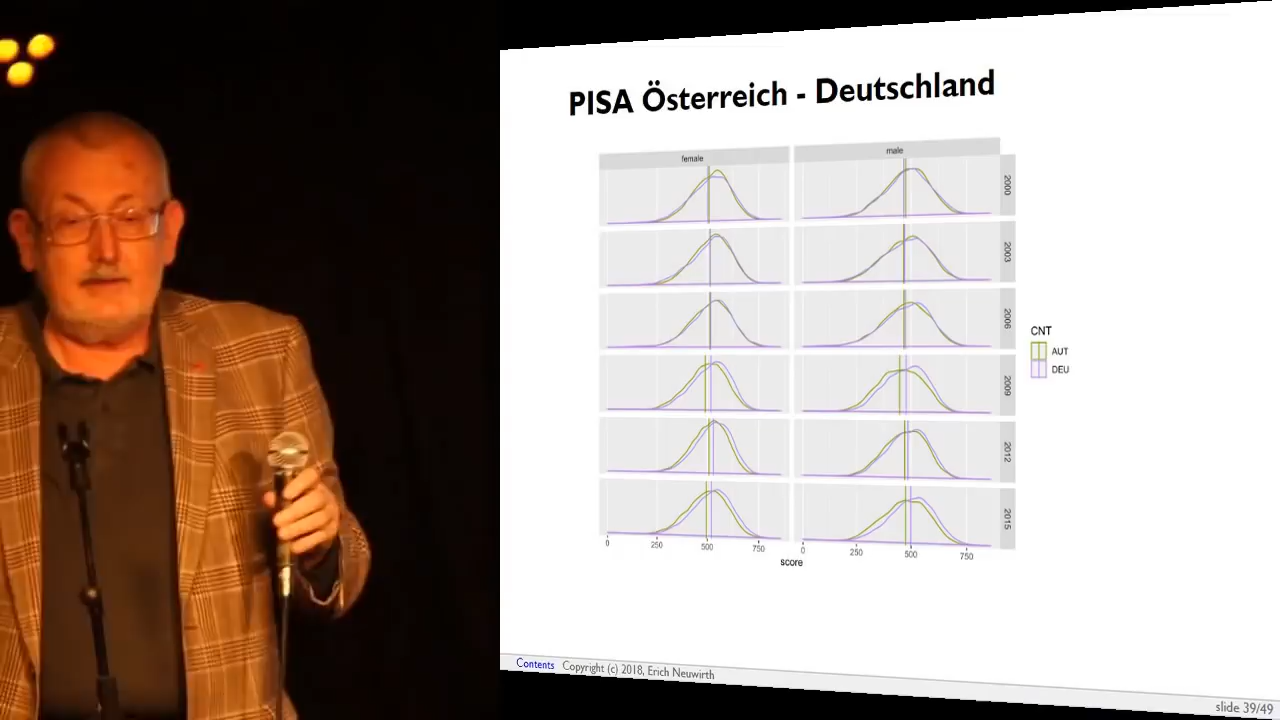 PISA Österreich - Deutschland
female
male
2000
2003
2006
2009
2012
2015
0 250 500 750 0 250 500 750
score
CNT
AUT
DEU
Contents Copyright (c) 2018, Erich Neuwirth
slide 39/49